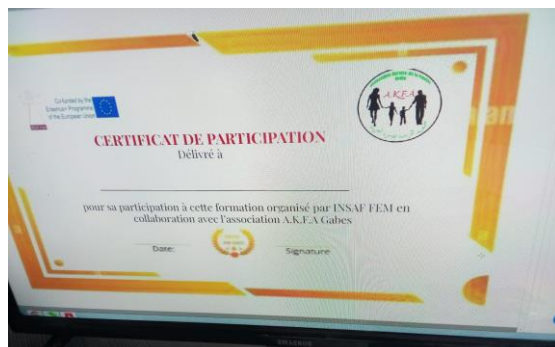 Co-funded by the
Erasmus+ Programme
of the European Union
A.K.F.A
CERTIFICAT DE PARTICIPATION
Délivré à
pour sa participation à cette formation organisé par INSAF FEM en
collaboration avec l'association A.K.F.A Gabes
Date:
Signature